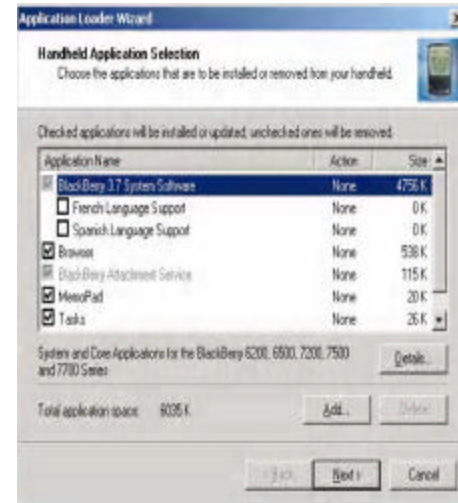 Application Loader Wizard
Handheld Application Selection
Choose the applications that are to be installed or removed from your handheld.
Checked applications will be installed or updated, unchecked ones will be removed.
Application Name Action Size
BlackBerry 3.7 System Software None 4756 K
French Language Support None 0 K
Spanish Language Support None 0 K
Browser None 538 K
BlackBerry Attachment Service None 115 K
MemoPad None 20 K
Tasks None 26 K
System and Core Applications for the BlackBerry 6200, 6500, 7200, 7500
and 7700 Series
Details...
Total application space: 6035 K
Add...
Delete
< Back
Next >
Cancel